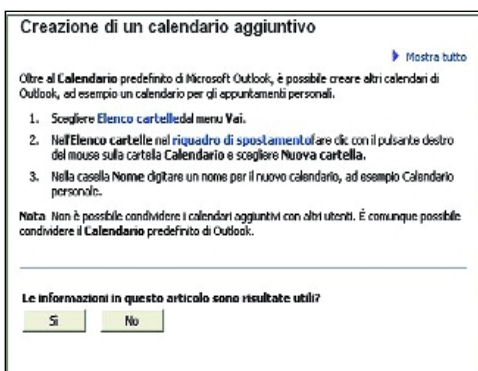 Creazione di un calendario aggiuntivo
Mostra tutto
Oltre al Calendario predefinito di Microsoft Outlook, è possibile creare altri calendari di
Outlook, ad esempio un calendario per gli appuntamenti personali.
1. Scegliere Elenco cartelledal menu Vai.
2. Nell'Elenco cartelle nel riquadro di spostamentofare clic con il pulsante destro
del mouse sulla cartella Calendario e scegliere Nuova cartella.
3. Nella casella Nome digitare un nome per il nuovo calendario, ad esempio Calendario
personale.
Nota Non è possibile condividere i calendari aggiuntivi con altri utenti. É comunque possibile
condividere il Calendario predefinito di Outlook.
Le informazioni in questo articolo sono risultate utili?
Sì No